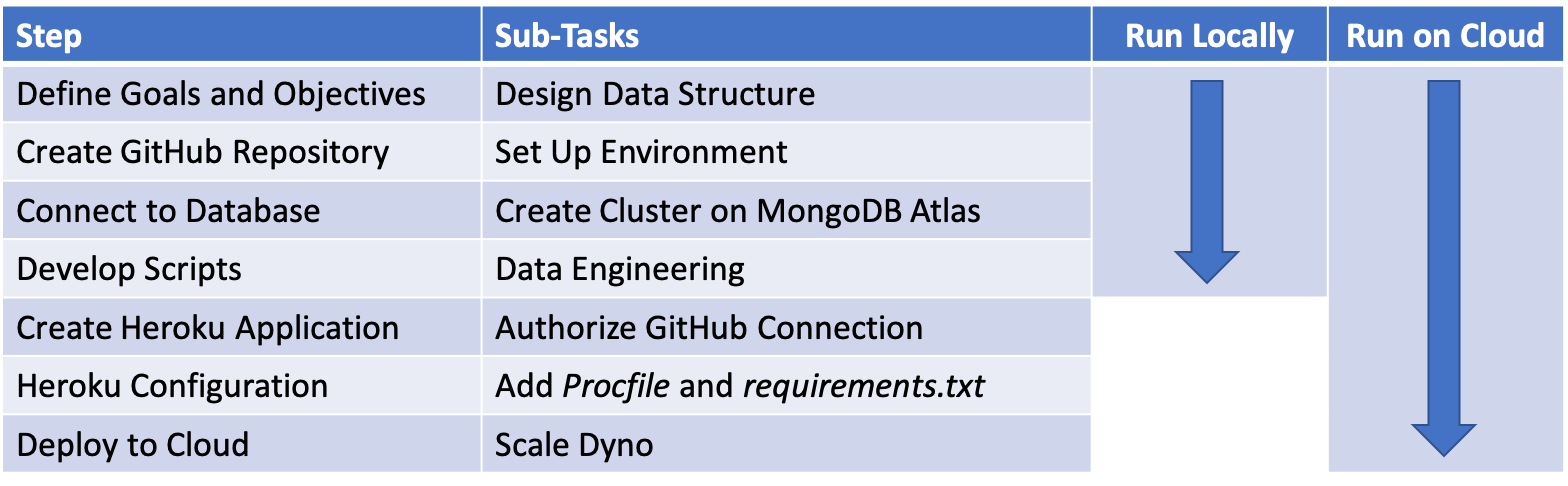 Step Sub-Tasks Run Locally Run on Cloud
Define Goals and Objectives Design Data Structure
Create GitHub Repository Set Up Environment
Connect to Database Create Cluster on MongoDB Atlas
Develop Scripts Data Engineering
Create Heroku Application Authorize GitHub Connection
Heroku Configuration Add Procfile and requirements.txt
Deploy to Cloud Scale Dyno